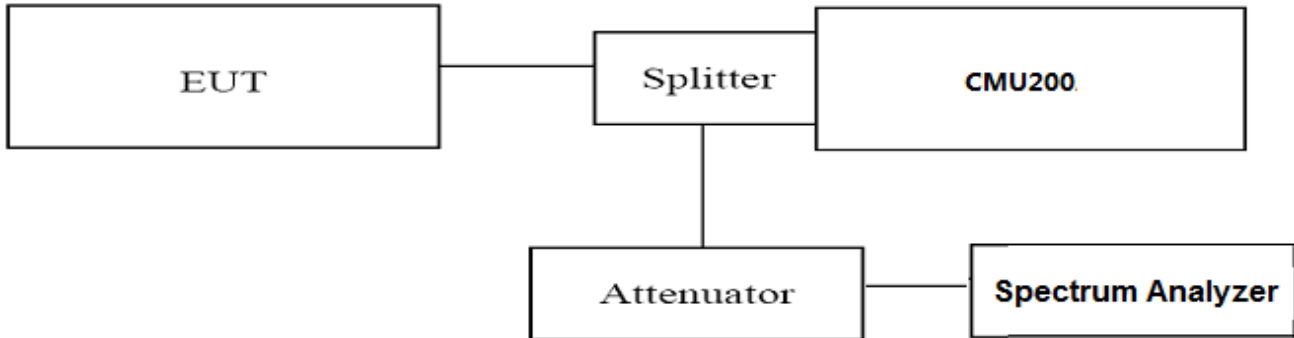 EUT
Splitter
CMU200.
Attenuator
Spectrum Analyzer